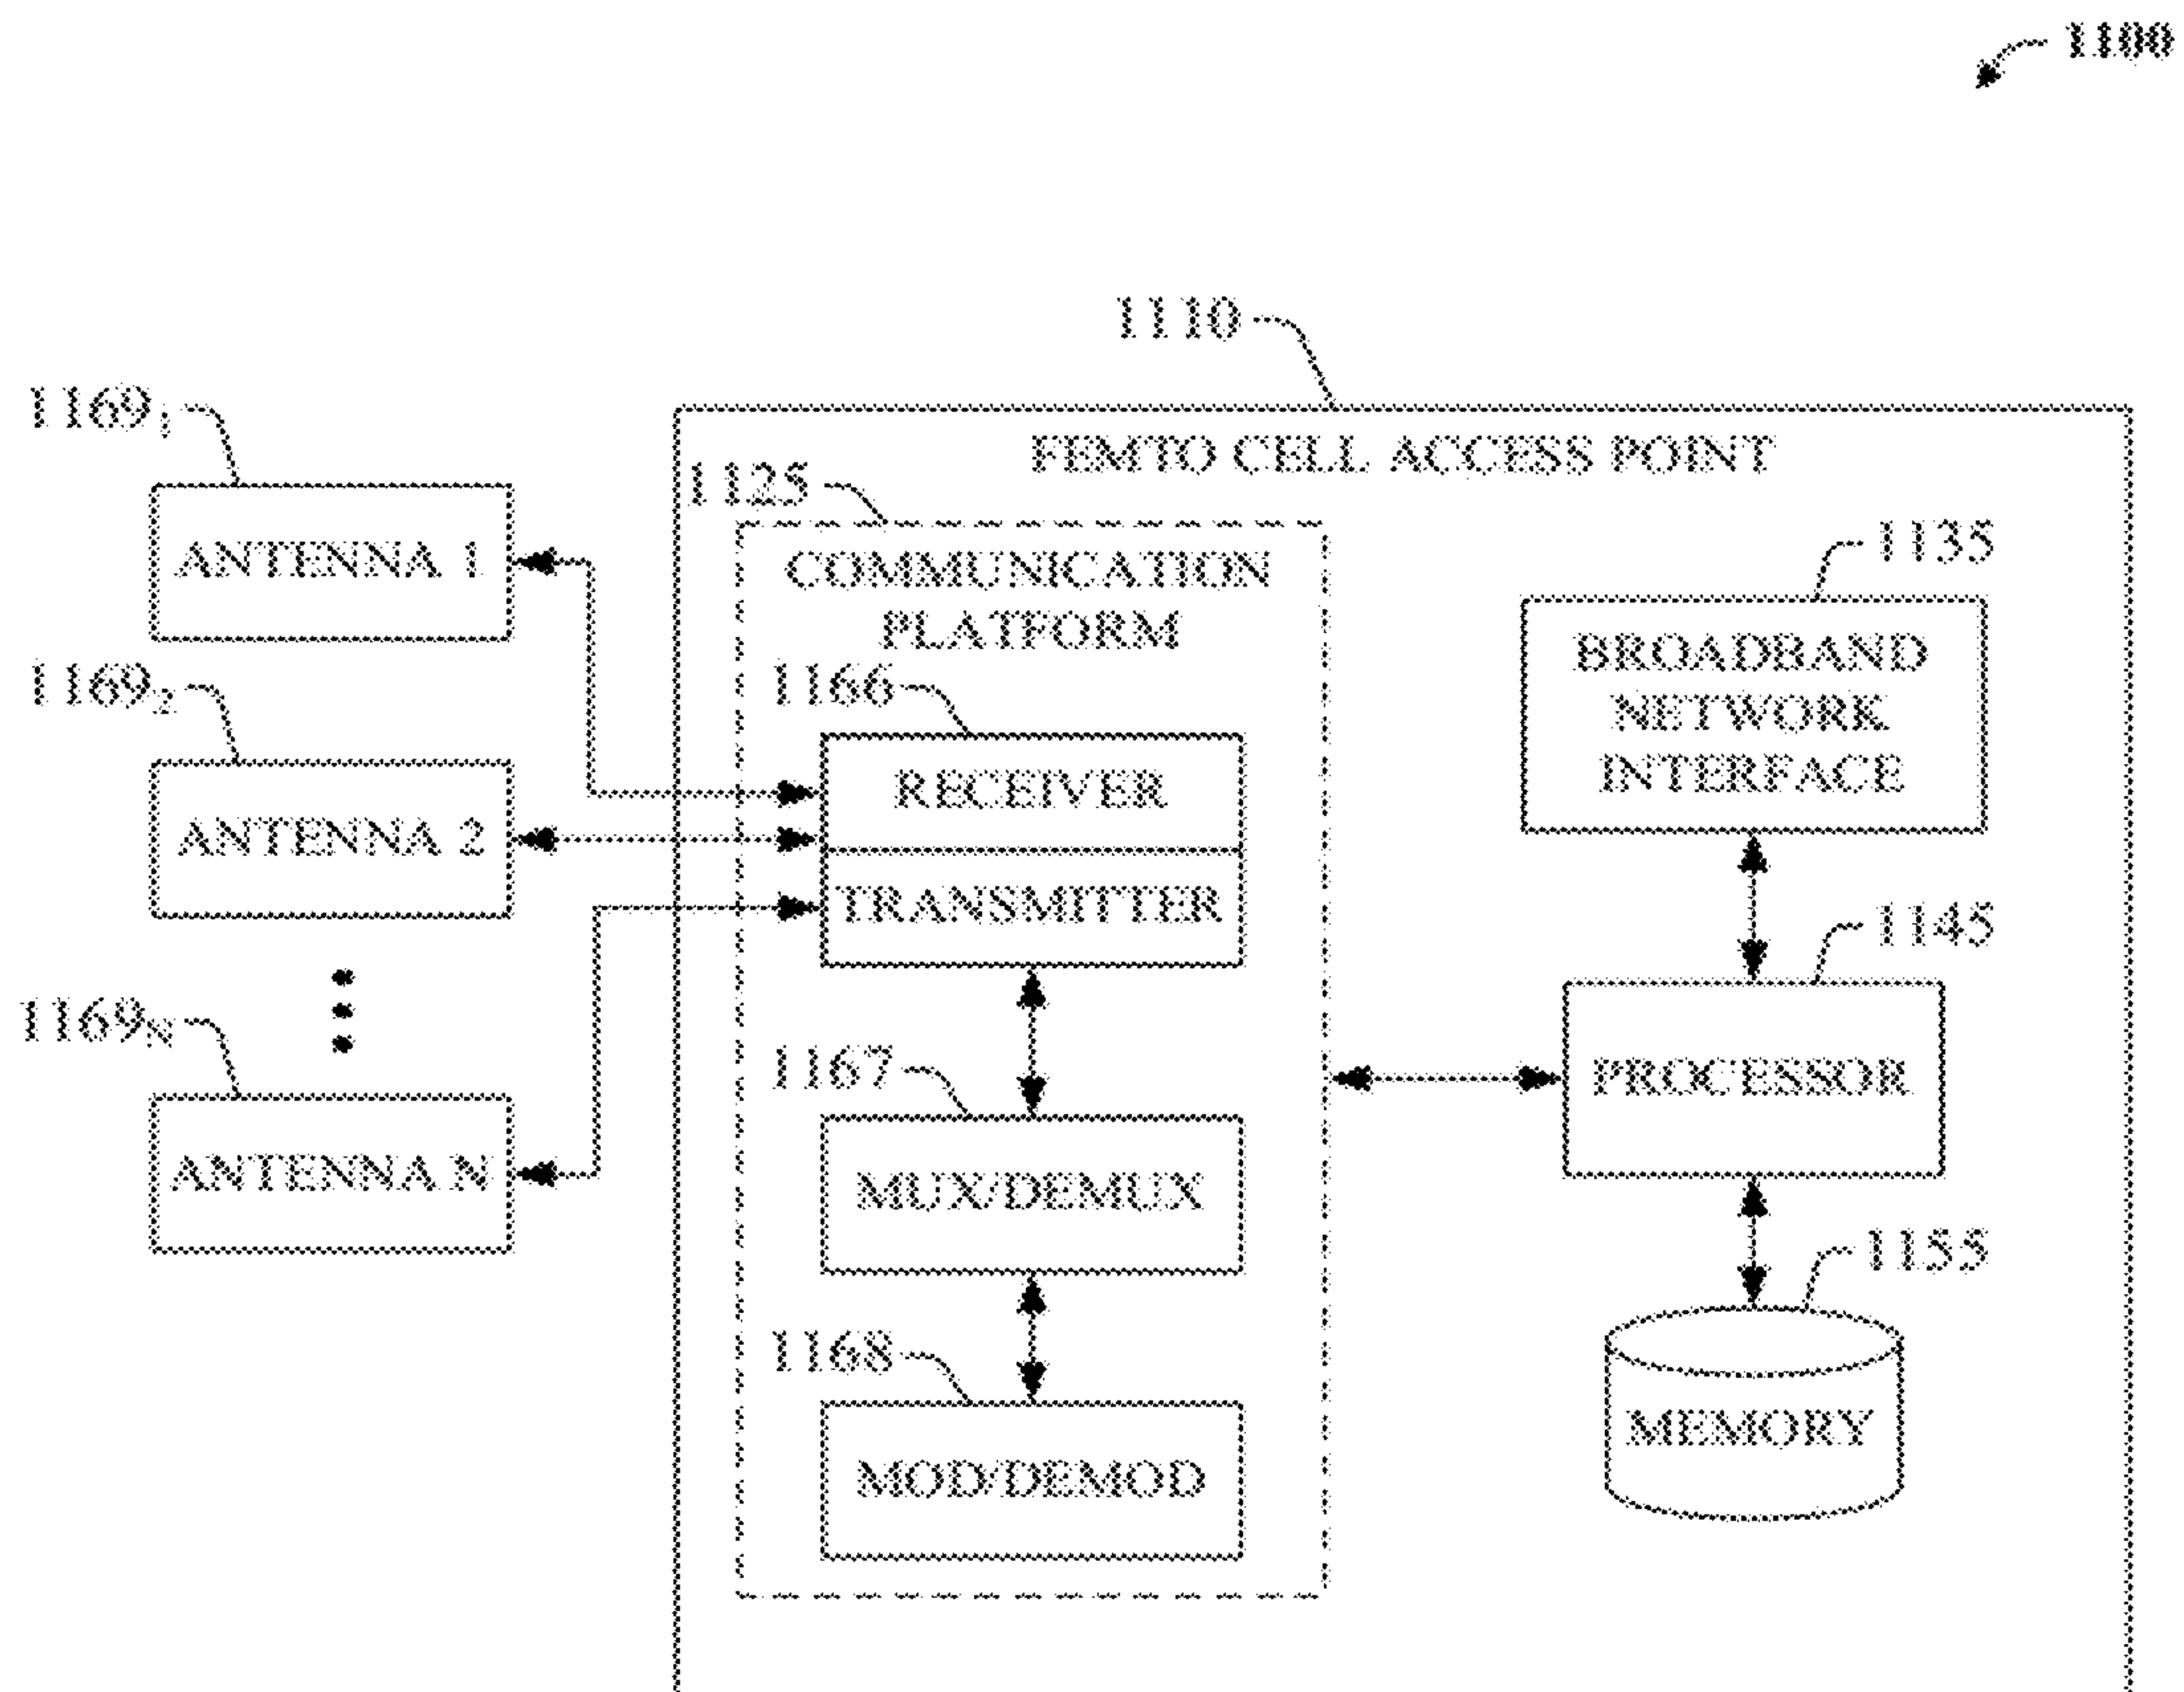 1100
1110
FEMTO CELL ACCESS POINT
1169₁
ANTENNA 1
1169₂
ANTENNA 2
1169N
ANTENNA N
1125
COMMUNICATION
PLATFORM
1166
RECEIVER
TRANSMITTER
1167
MUX/DEMUX
1168
MOD/DEMOD
1135
BROADBAND
NETWORK
INTERFACE
1145
PROCESSOR
1155
MEMORY